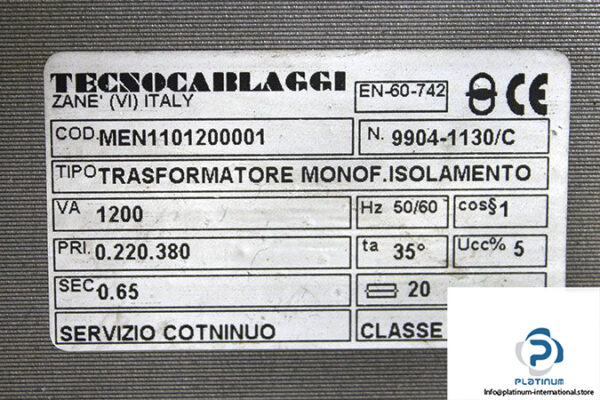 TECNOCABLAGGI
ZANE' (VI) ITALY
EN-60-742
CE
COD. MEN1101200001
N. 9904-1130/C
TIPO TRASFORMATORE MONOF.ISOLAMENTO
VA 1200
Hz 50/60
cos§1
PRI. 0.220.380
ta 35°
Ucc% 5
SEC 0.65
20
SERVIZIO COTNINUO
CLASSE
PLATINUM
Info@platinum-international.store